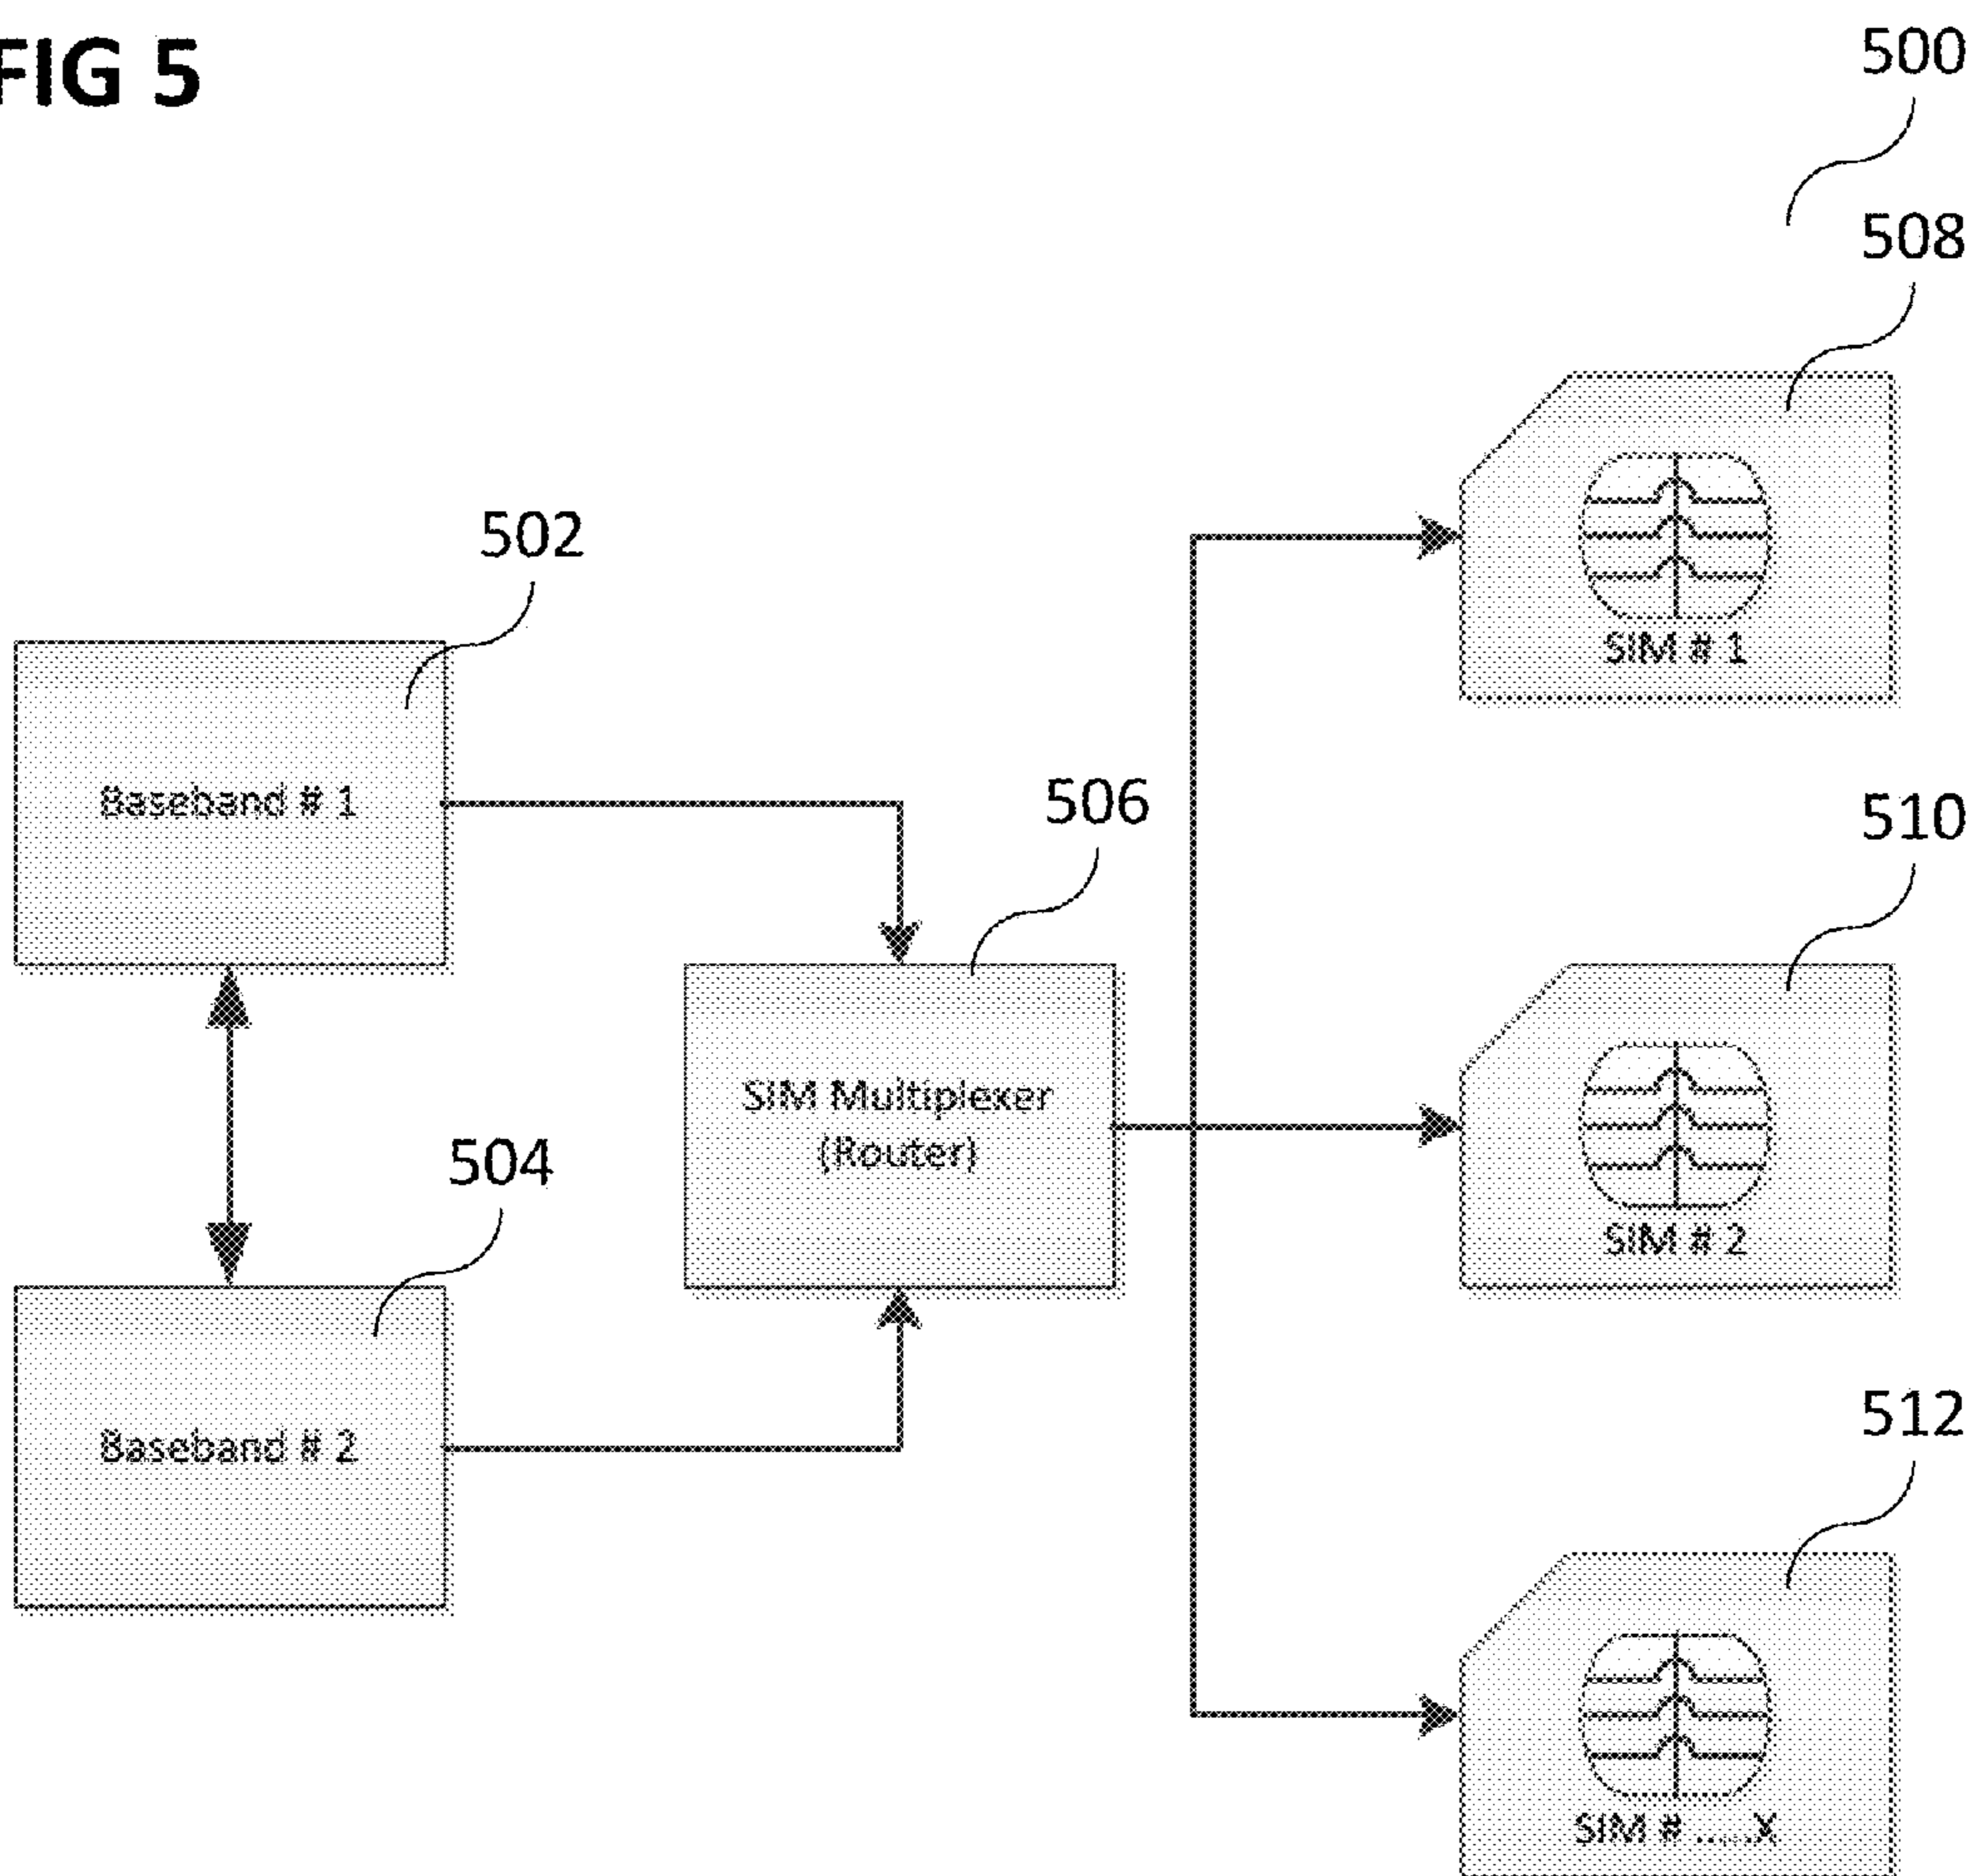 FIG 5
500
508
502
SIM # 1
Baseband # 1
506
510
SIM Multiplexer
(Router)
504
SIM # 2
Baseband # 2
512
SIM # .....X